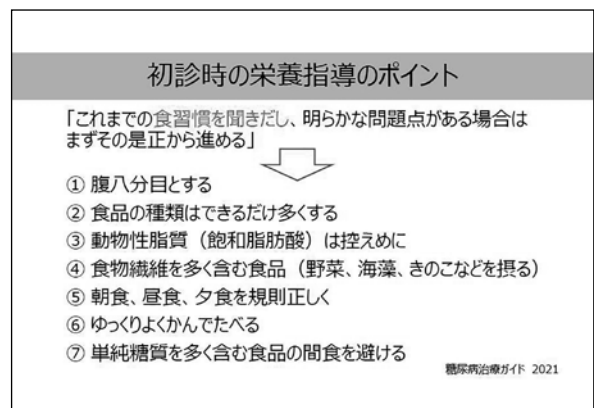 初診時の栄養指導のポイント
「これまでの食習慣を聞きだし、明らかな問題点がある場合は
まずその是正から進める」
① 腹八分目とする
② 食品の種類はできるだけ多くする
③ 動物性脂質（飽和脂肪酸）は控えめに
④ 食物繊維を多く含む食品（野菜、海藻、きのこなどを摂る）
⑤ 朝食、昼食、夕食を規則正しく
⑥ ゆっくりよくかんでたべる
⑦ 単純糖質を多く含む食品の間食を避ける
糖尿病治療ガイド 2021